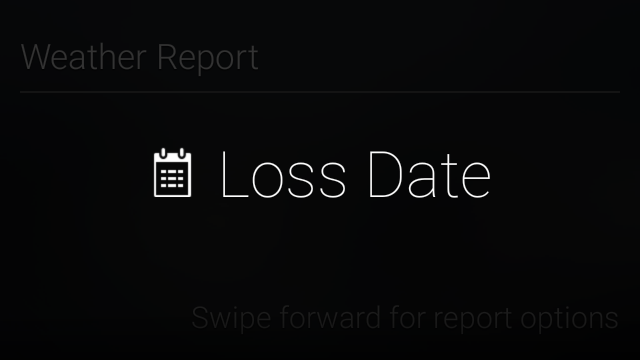 Weather Report
Loss Date
Swipe forward for report options